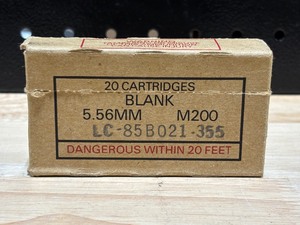 20 CARTRIDGES
BLANK
5.56MM M200
LC-85B021-355
DANGEROUS WITHIN 20 FEET